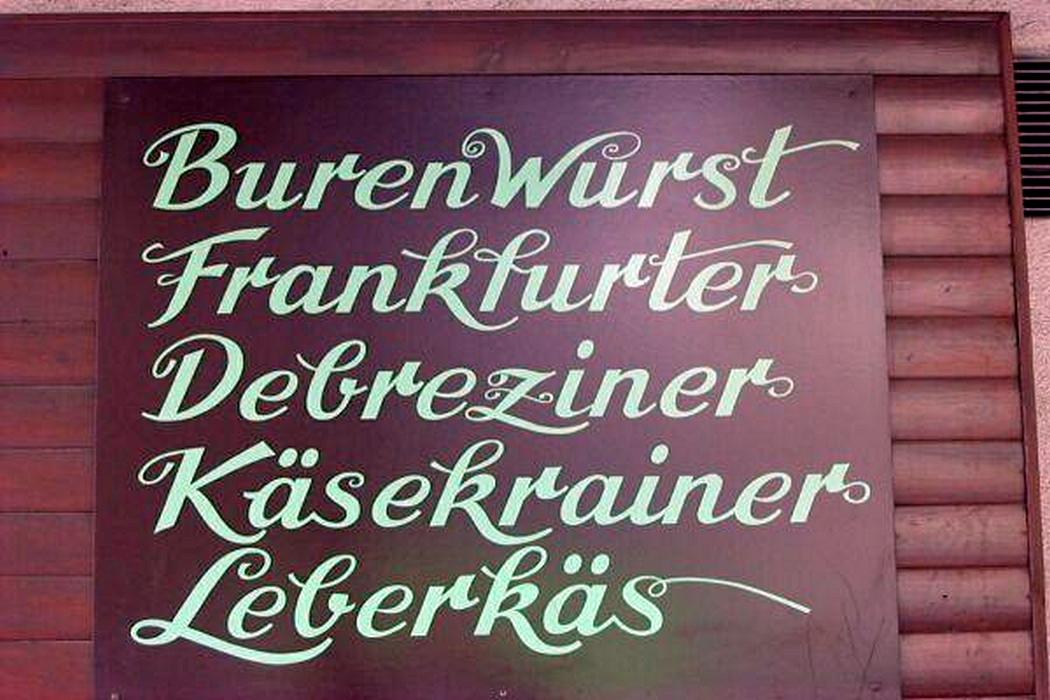 BurenWurst
Frankfurter
Debreziner
Käsekrainer
Leberkäs